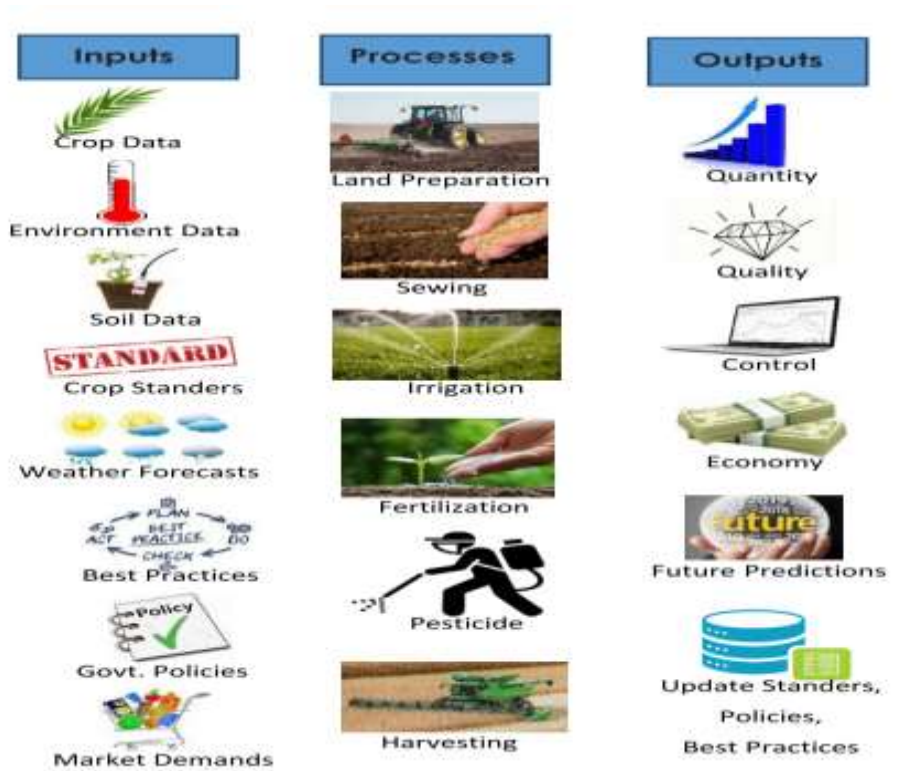 Inputs
Crop Data
Environment Data
Soil Data
STANDARD
Crop Standers
Weather Forecasts
PLAN
ACT
BEST
PRACTICE
DO
CHECK
Best Practices
Policy
Govt. Policies
Market Demands
Processes
Land Preparation
Sewing
Irrigation
Fertilization
Pesticide
Harvesting
Outputs
Quantity
Quality
Control
Economy
future
Future Predictions
Update Standers,
Policies,
Best Practices